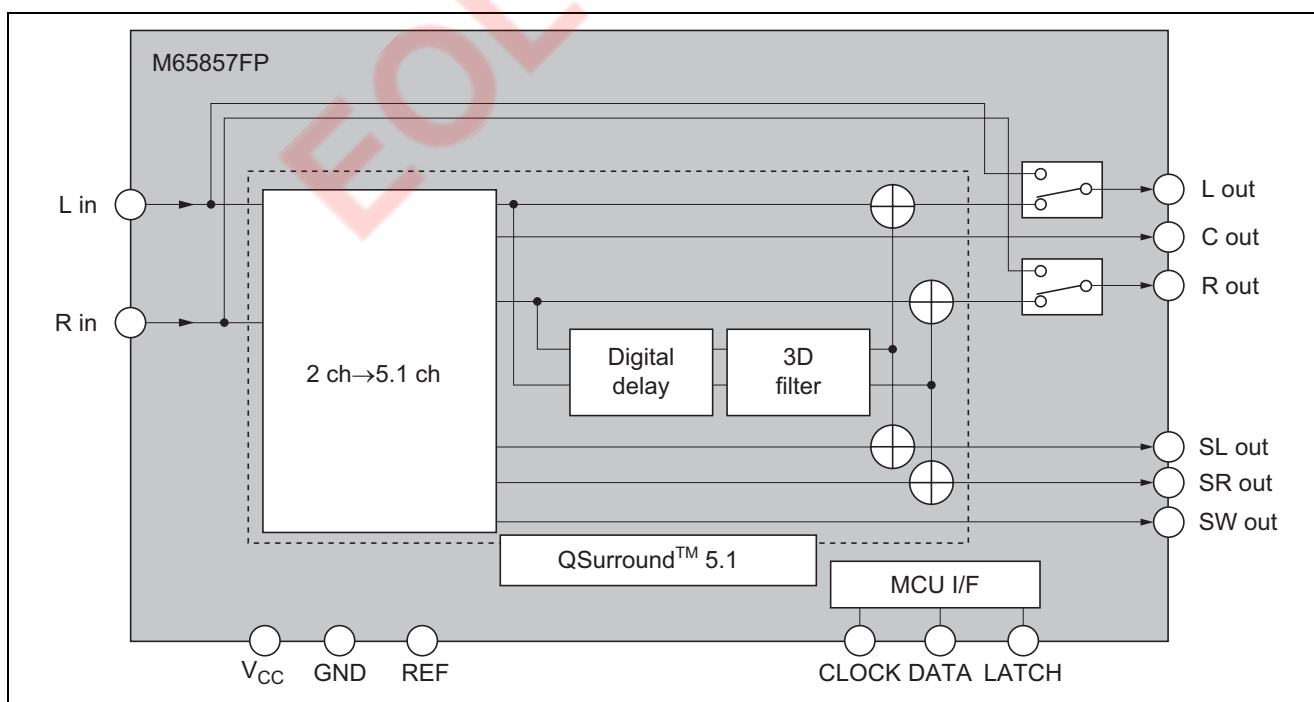 EOL
M65857FP
L in
R in
2 ch→5.1 ch
Digital
delay
3D
filter
L out
C out
R out
SL out
SR out
SW out
QSurround™ 5.1
MCU I/F
VCC
GND
REF
CLOCK
DATA
LATCH